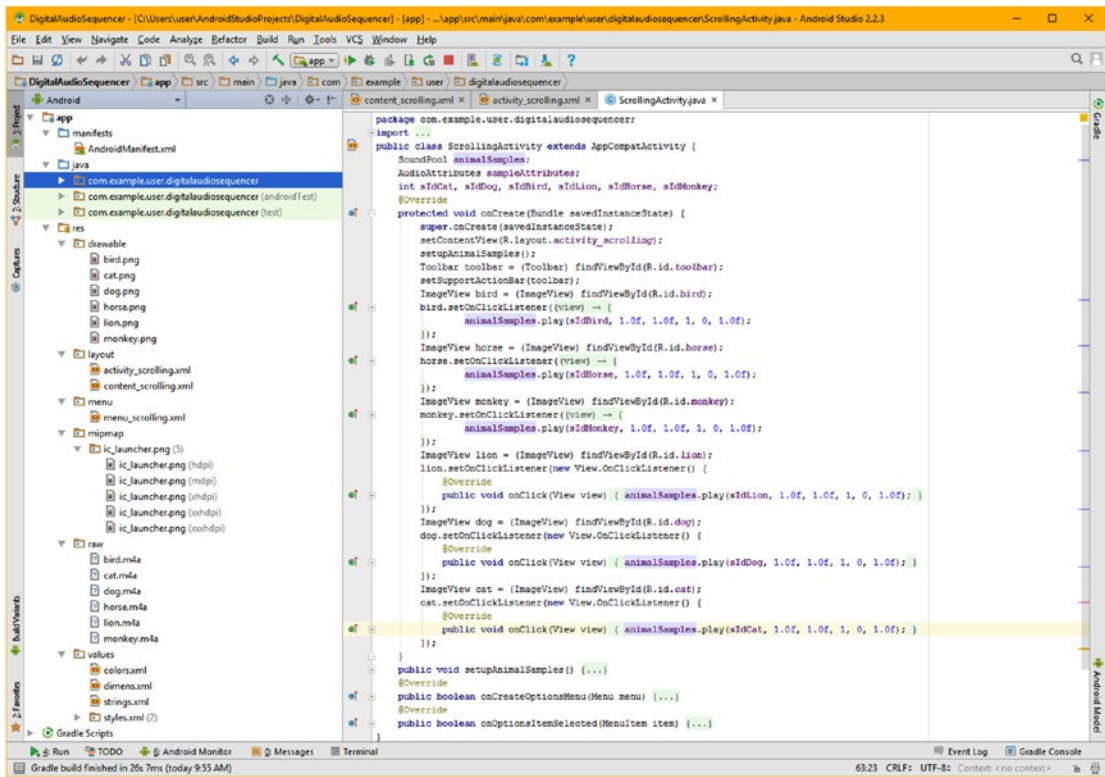 DigitalAudioSequencer - [C:\Users\user\AndroidStudioProjects\DigitalAudioSequencer] - [app] - ...\app\src\main\java\com\example\user\digitalaudiosequencer\ScrollingActivity.java - Android Studio 2.2.3
File Edit View Navigate Code Analyze Refactor Build Run Tools VCS Window Help
app
DigitalAudioSequencer app src main java com example user digitalaudiosequencer
Android
content_scrolling.xml × activity_scrolling.xml × ScrollingActivity.java ×
1: Project
2: Structure
Captures
Build Variants
2: Favorites
app
manifests
AndroidManifest.xml
java
com.example.user.digitalaudiosequencer
com.example.user.digitalaudiosequencer (androidTest)
com.example.user.digitalaudiosequencer (test)
res
drawable
bird.png
cat.png
dog.png
horse.png
lion.png
monkey.png
layout
activity_scrolling.xml
content_scrolling.xml
menu
menu_scrolling.xml
mipmap
ic_launcher.png (5)
ic_launcher.png (hdpi)
ic_launcher.png (mdpi)
ic_launcher.png (xhdpi)
ic_launcher.png (xxhdpi)
ic_launcher.png (xxxhdpi)
raw
bird.m4a
cat.m4a
dog.m4a
horse.m4a
lion.m4a
monkey.m4a
values
colors.xml
dimens.xml
strings.xml
styles.xml (2)
Gradle Scripts
package com.example.user.digitalaudiosequencer;
import ...
public class ScrollingActivity extends AppCompatActivity {
SoundPool animalSamples;
AudioAttributes sampleAttributes;
int sIdCat, sIdDog, sIdBird, sIdLion, sIdHorse, sIdMonkey;
@Override
protected void onCreate(Bundle savedInstanceState) {
super.onCreate(savedInstanceState);
setContentView(R.layout.activity_scrolling);
setupAnimalSamples();
Toolbar toolbar = (Toolbar) findViewById(R.id.toolbar);
setSupportActionBar(toolbar);
ImageView bird = (ImageView) findViewById(R.id.bird);
bird.setOnClickListener((view) → {
animalSamples.play(sIdBird, 1.0f, 1.0f, 1, 0, 1.0f);
});
ImageView horse = (ImageView) findViewById(R.id.horse);
horse.setOnClickListener((view) → {
animalSamples.play(sIdHorse, 1.0f, 1.0f, 1, 0, 1.0f);
});
ImageView monkey = (ImageView) findViewById(R.id.monkey);
monkey.setOnClickListener((view) → {
animalSamples.play(sIdMonkey, 1.0f, 1.0f, 1, 0, 1.0f);
});
ImageView lion = (ImageView) findViewById(R.id.lion);
lion.setOnClickListener(new View.OnClickListener() {
@Override
public void onClick(View view) { animalSamples.play(sIdLion, 1.0f, 1.0f, 1, 0, 1.0f); }
});
ImageView dog = (ImageView) findViewById(R.id.dog);
dog.setOnClickListener(new View.OnClickListener() {
@Override
public void onClick(View view) { animalSamples.play(sIdDog, 1.0f, 1.0f, 1, 0, 1.0f); }
});
ImageView cat = (ImageView) findViewById(R.id.cat);
cat.setOnClickListener(new View.OnClickListener() {
@Override
public void onClick(View view) { animalSamples.play(sIdCat, 1.0f, 1.0f, 1, 0, 1.0f); }
});
}
public void setupAnimalSamples() {...}
@Override
public boolean onCreateOptionsMenu(Menu menu) {...}
@Override
public boolean onOptionsItemSelected(MenuItem item) {...}
}
Gradle
Android Model
4: Run TODO 6: Android Monitor 0: Messages Terminal Event Log Gradle Console
Gradle build finished in 26s 7ms (today 9:55 AM) 63:23 CRLF÷ UTF-8÷ Context: <no context>